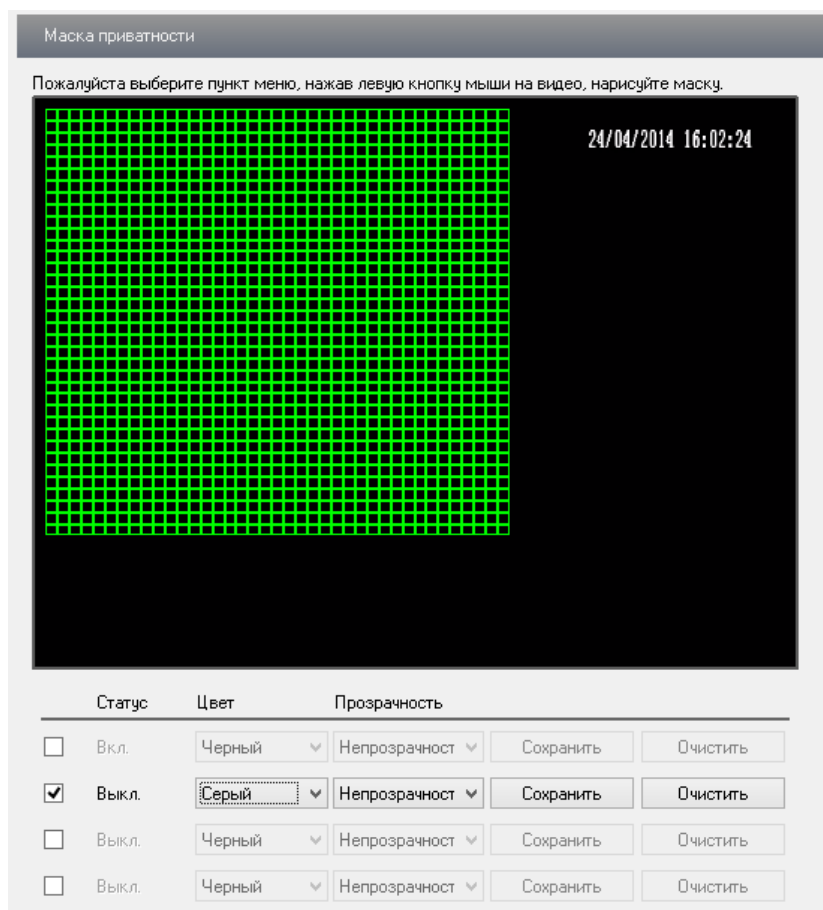 Маска приватности
Пожалуйста выберите пункт меню, нажав левую кнопку мыши на видео, нарисуйте маску.
24/04/2014 16:02:24
Статус Цвет Прозрачность
Вкл. Черный Непрозрачност Сохранить Очистить
Выкл. Серый Непрозрачност Сохранить Очистить
Выкл. Черный Непрозрачност Сохранить Очистить
Выкл. Черный Непрозрачност Сохранить Очистить